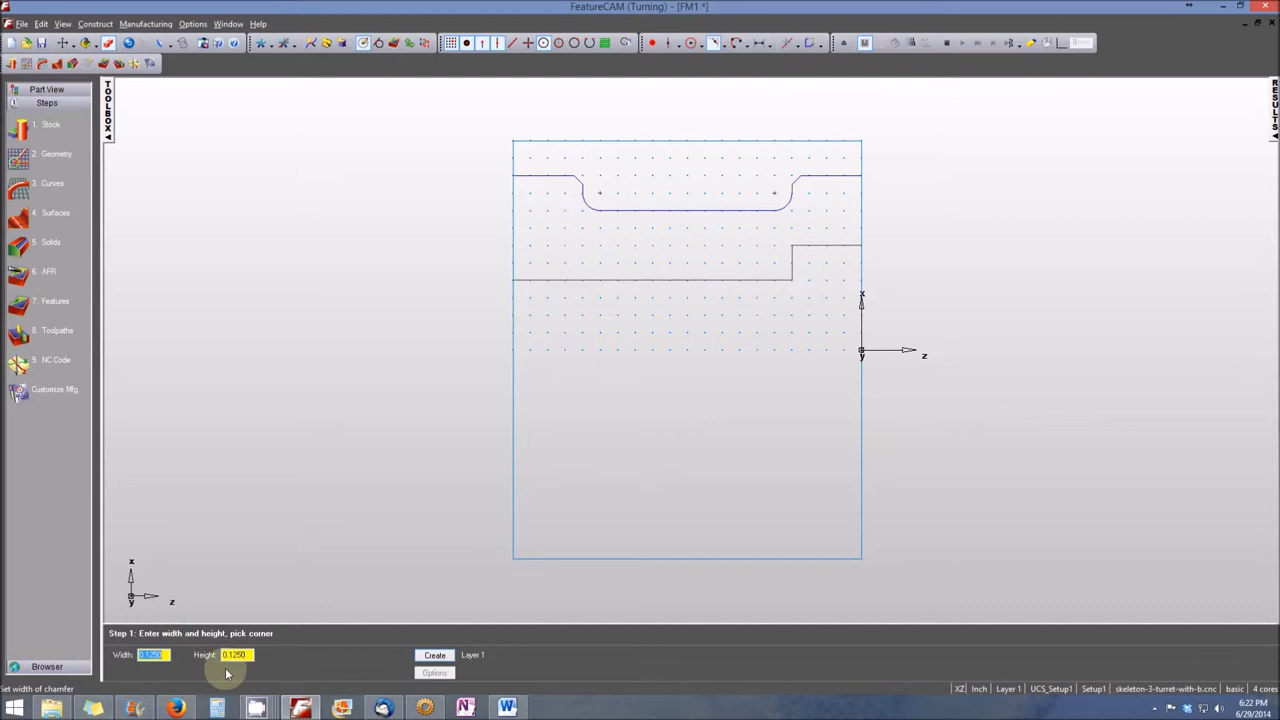 FeatureCAM (Turning) - [FM1 *]
File Edit View Construct Manufacturing Options Window Help
Part View
Steps
1. Stock
2. Geometry
3. Curves
4. Surfaces
5. Solids
6. AFR
7. Features
8. Toolpaths
9. NC Code
Customize Mfg.
Browser
TOOLBOX
RESULTS
x
z
y
x
z
y
Step 1: Enter width and height, pick corner
Width: 0.1250 Height: 0.1250 Create Layer 1
Options
Set width of chamfer
XZ Inch Layer 1 UCS_Setup1 Setup1 skeleton-3-turret-with-b.cnc basic 4 cores
6:22 PM
6/29/2014